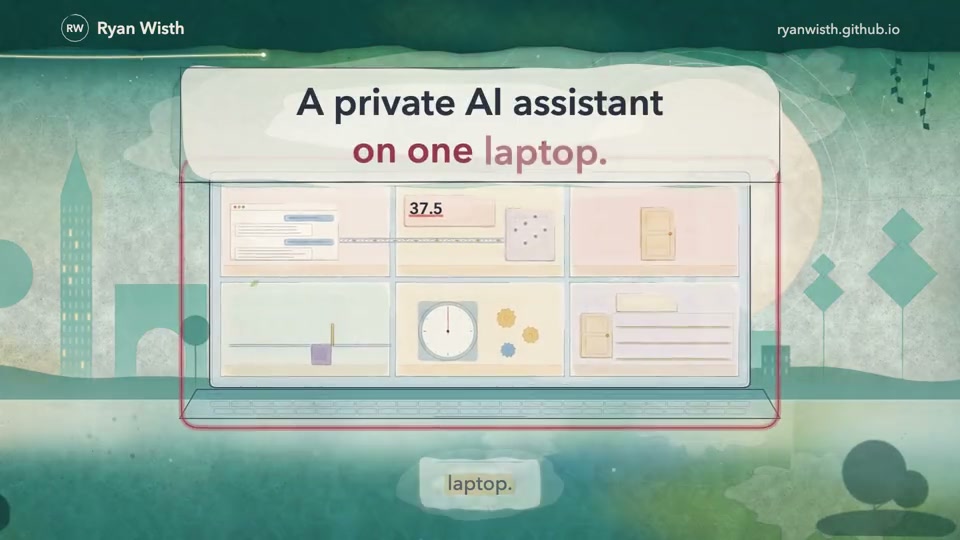 RW Ryan Wisth
ryanwisth.github.io
A private AI assistant
on one laptop.
37.5
laptop.